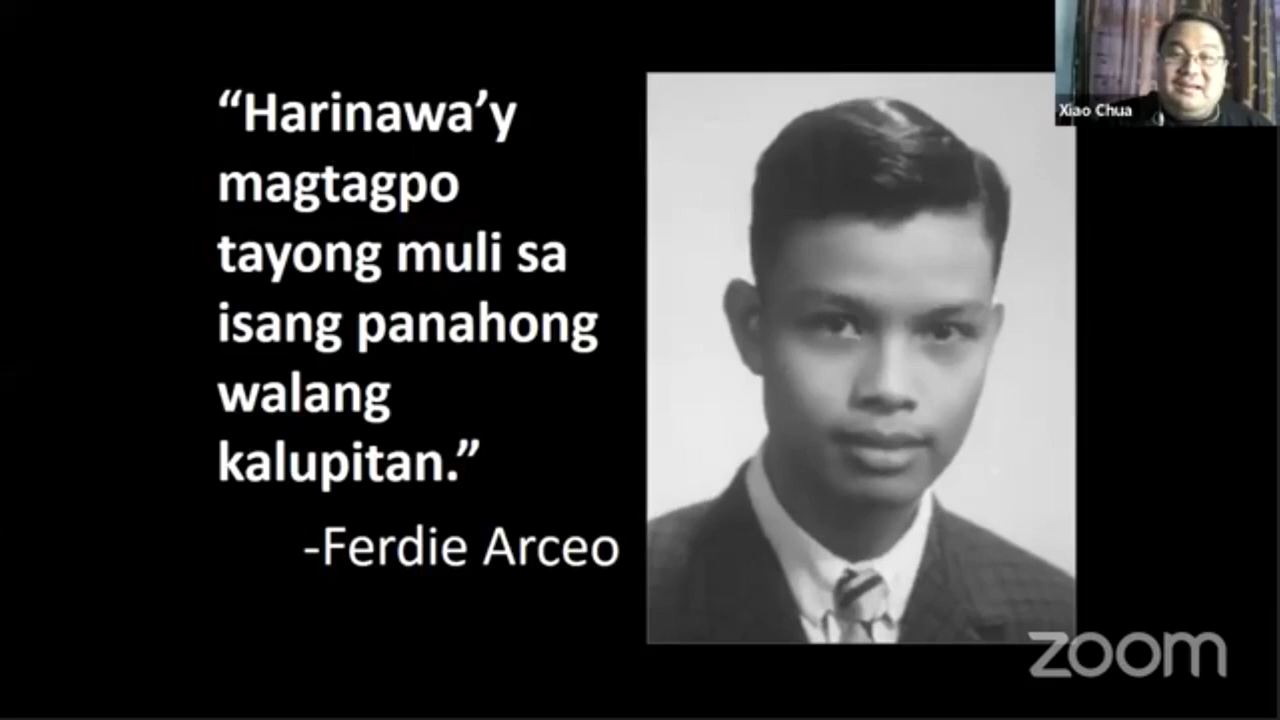 “Harinawa’y
magtagpo
tayong muli sa
isang panahong
walang
kalupitan.”
-Ferdie Arceo
Xiao Chua
zoom